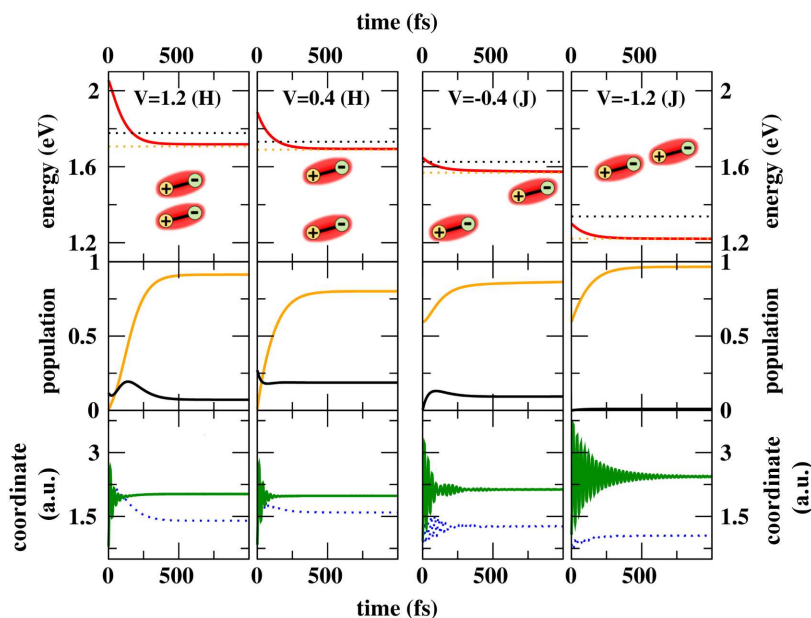 time (fs)
0 500 0 500 0 500 0 500
V=1.2 (H) V=0.4 (H) V=-0.4 (J) V=-1.2 (J)
2 2
energy (eV) energy (eV)
1.6 1.6
+ - + - + - + -
+ - + - + - + -
1.2 1.2
1 1
population population
0.5 0.5
0 0
3 3
coordinate (a.u.) coordinate (a.u.)
1.5 1.5
0 500 0 500 0 500 0 500
time (fs)